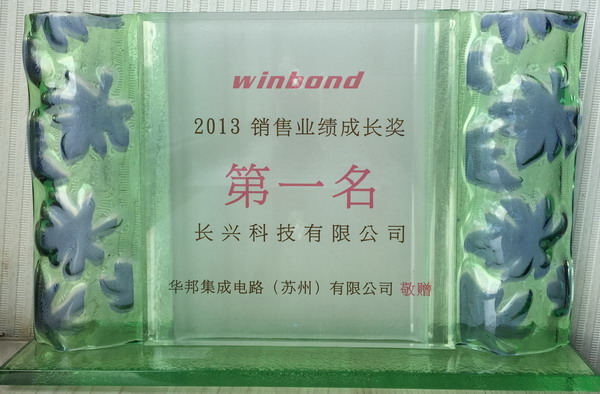 winbond
2013 销售业绩成长奖
第一名
长兴科技有限公司
华邦集成电路（苏州）有限公司 敬赠